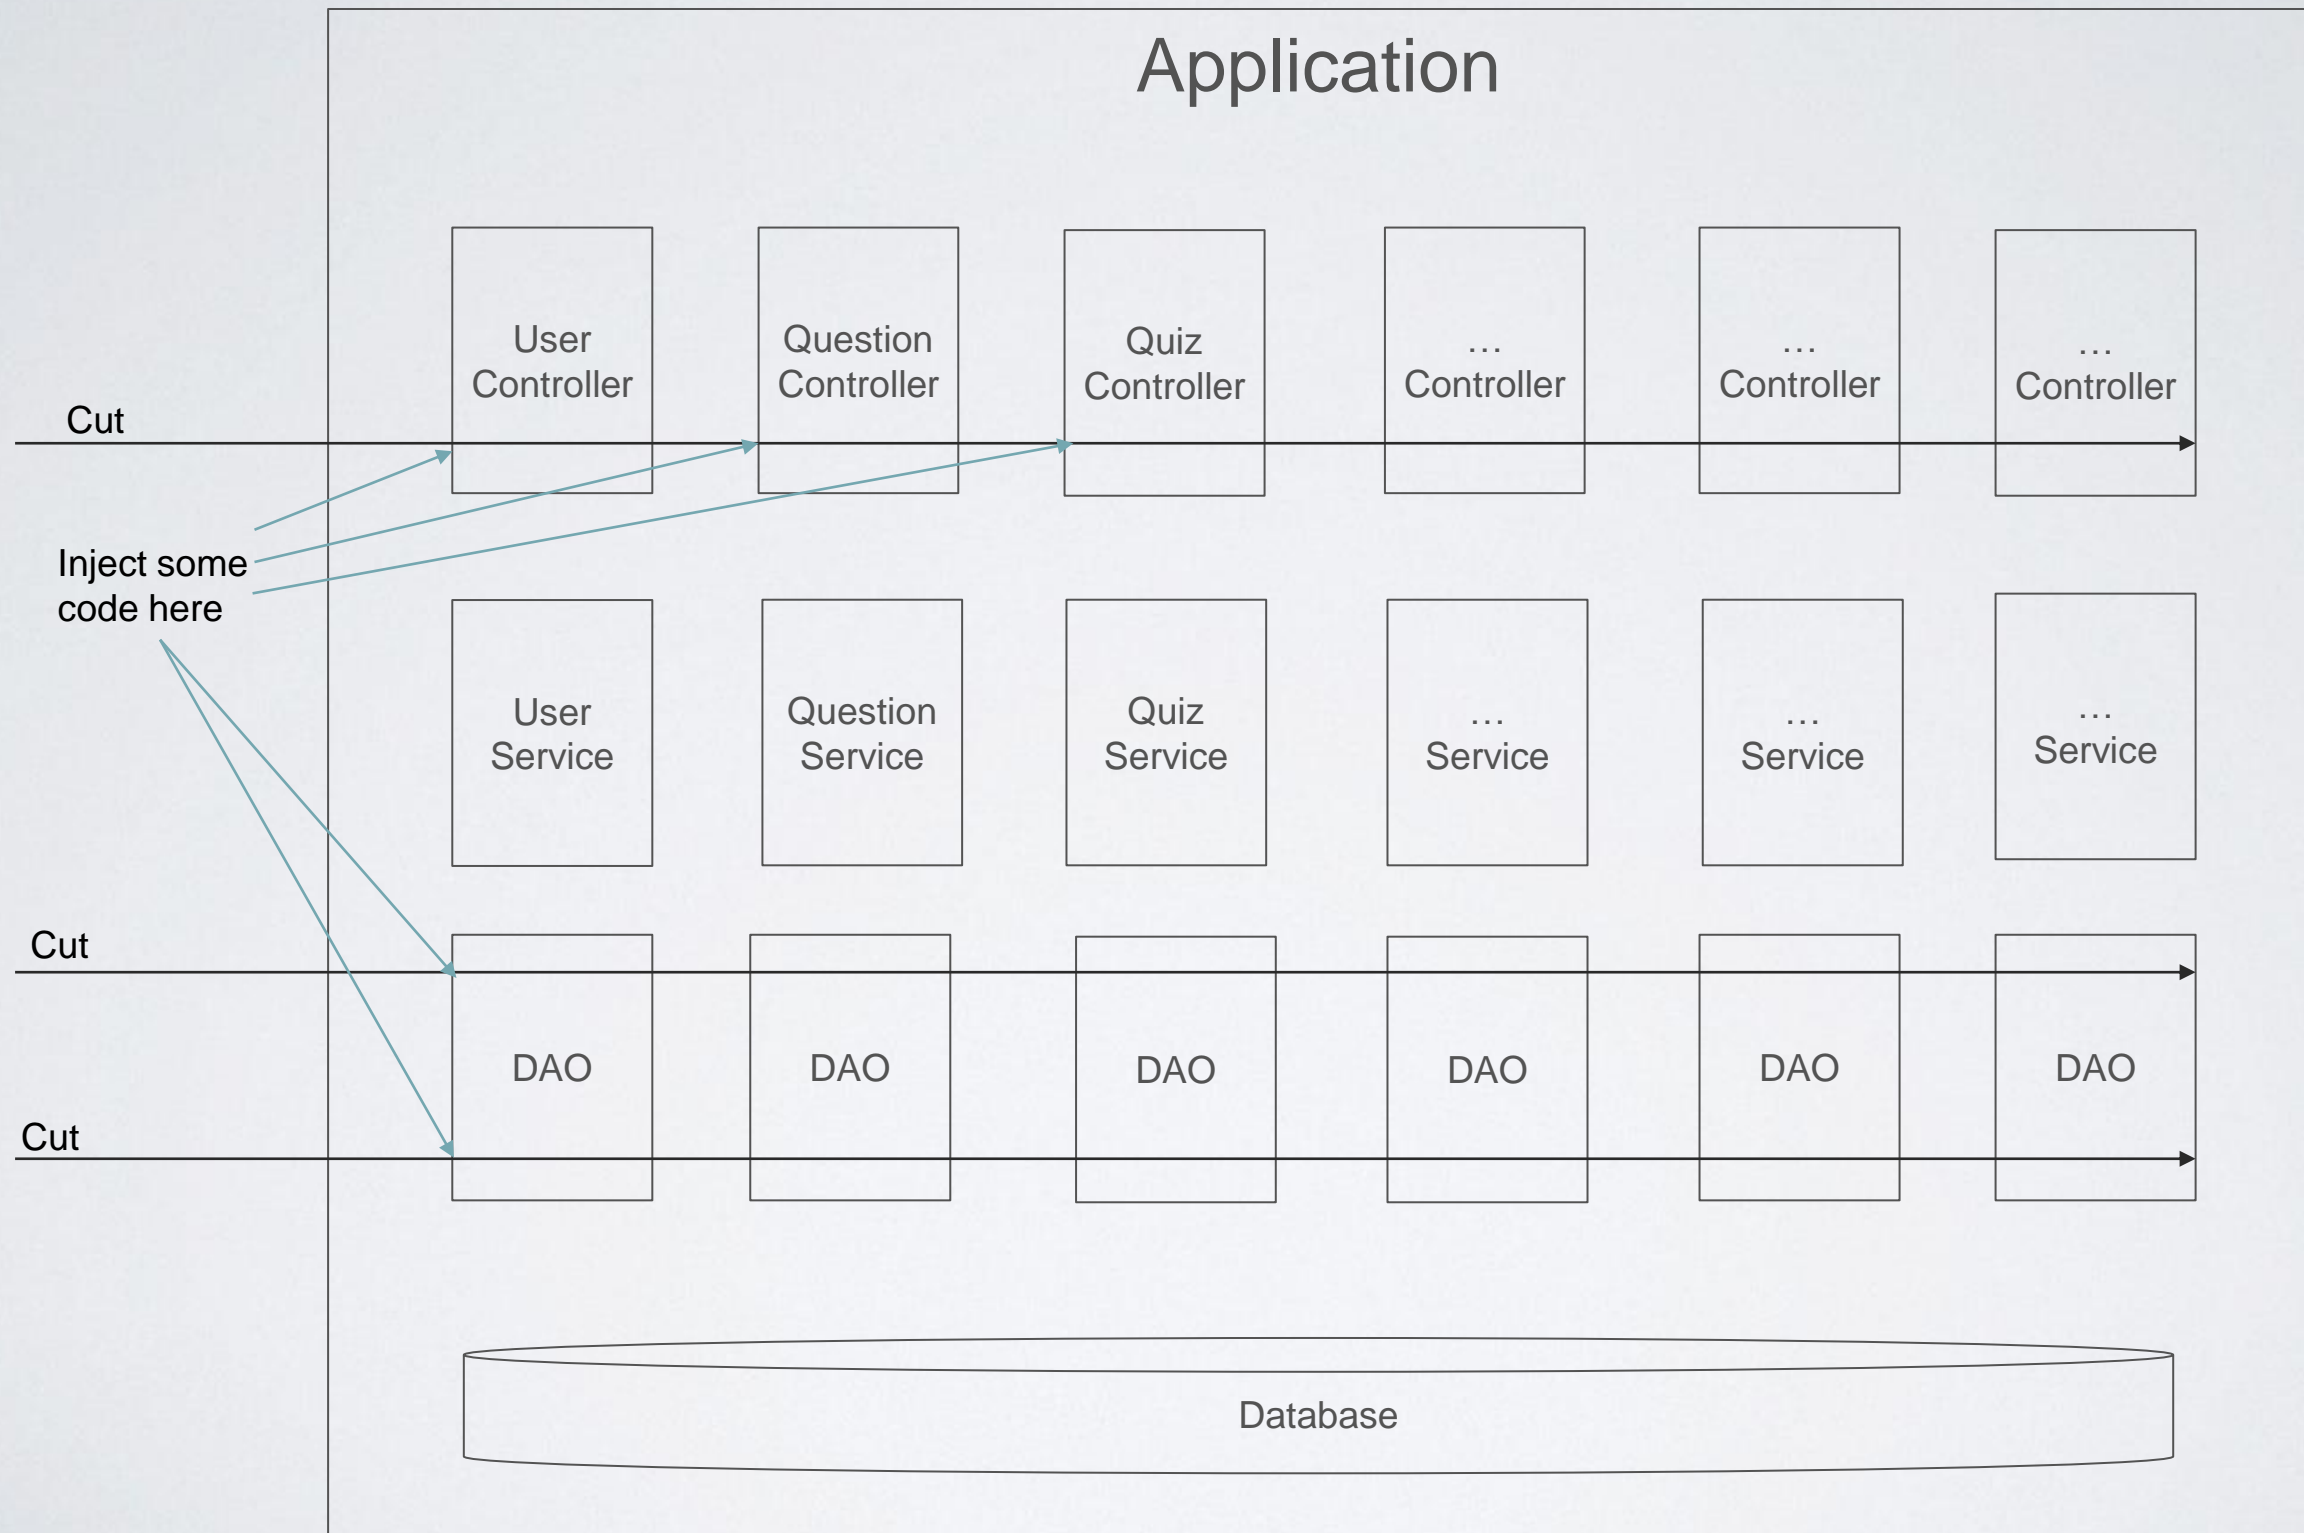 Application
User
Controller
Question
Controller
Quiz
Controller
…
Controller
…
Controller
…
Controller
Cut
Inject some
code here
User
Service
Question
Service
Quiz
Service
…
Service
…
Service
…
Service
Cut
DAO
DAO
DAO
DAO
DAO
DAO
Cut
Database